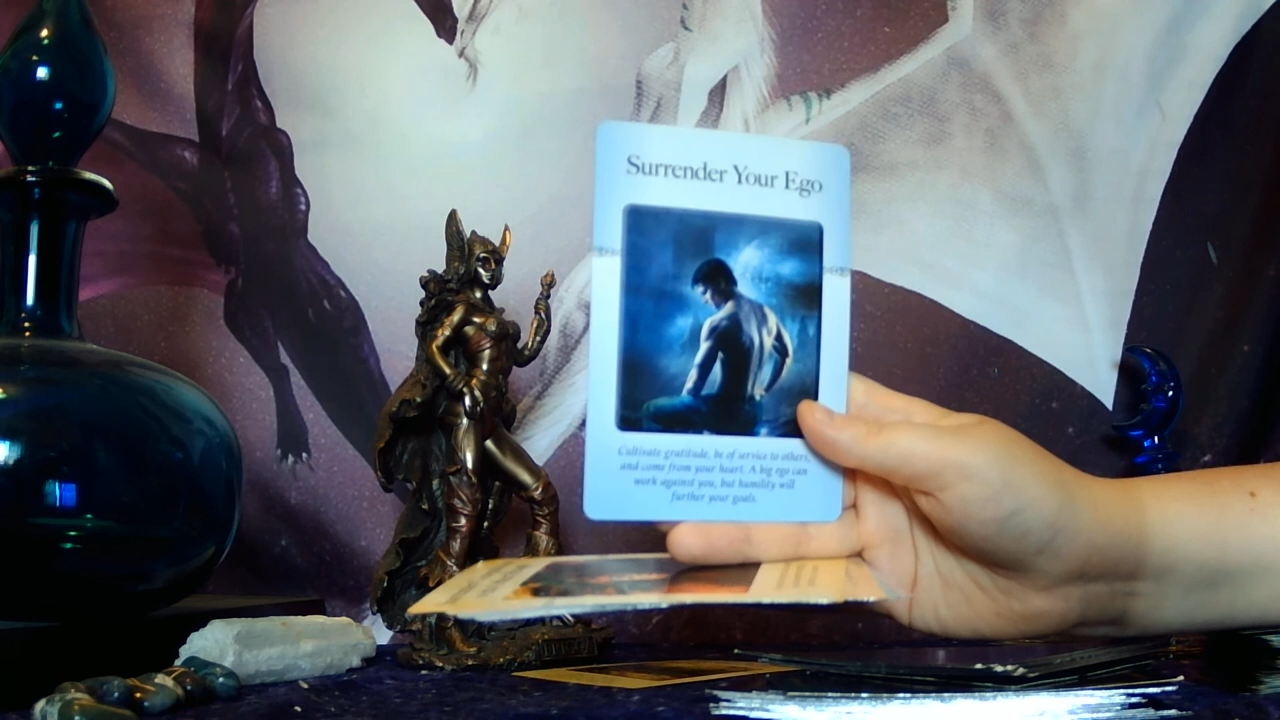 Surrender Your Ego
Cultivate gratitude, be of service to others,
and come from your heart. A big ego can
work against you, but humility will
further your goals.